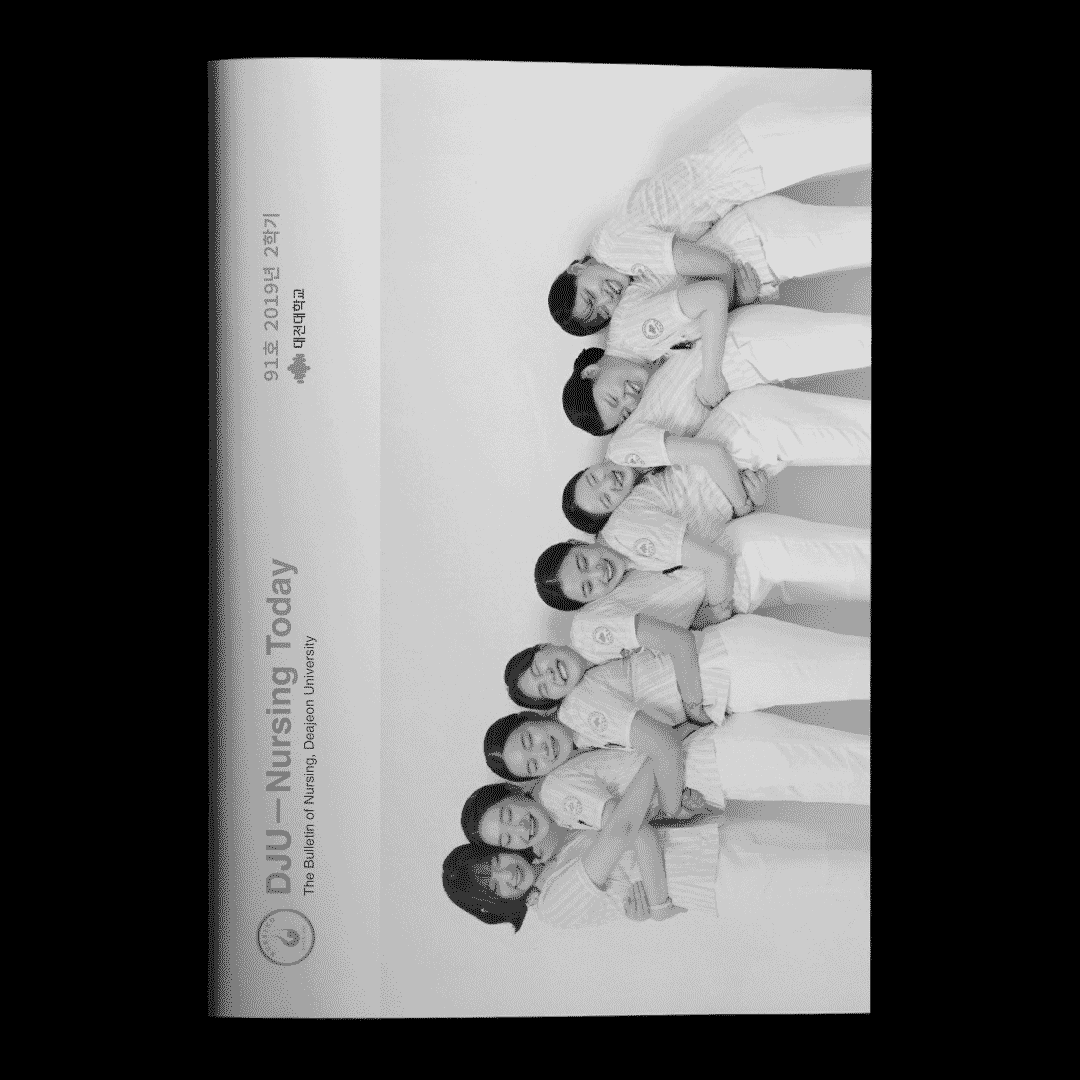 DJU—Nursing Today
The Bulletin of Nursing, Deajeon University
91호 2019년 2학기
대전대학교